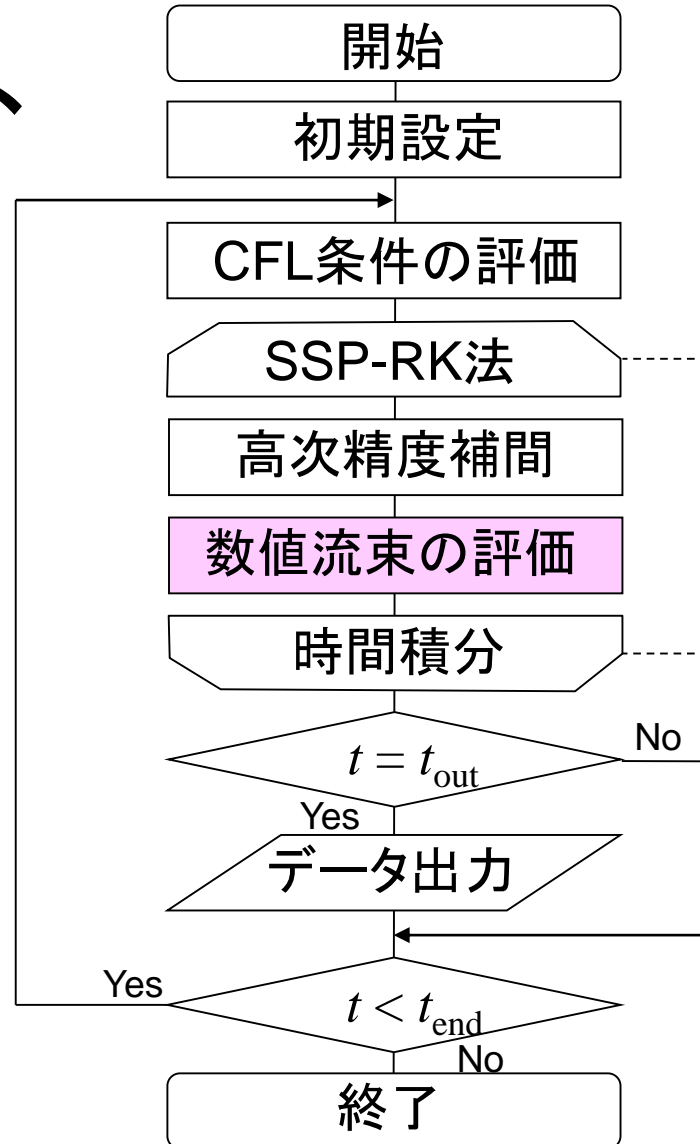 開始
初期設定
CFL条件の評価
SSP-RK法
高次精度補間
数値流束の評価
時間積分
t = t_out
No
Yes
データ出力
Yes
t < t_end
No
終了